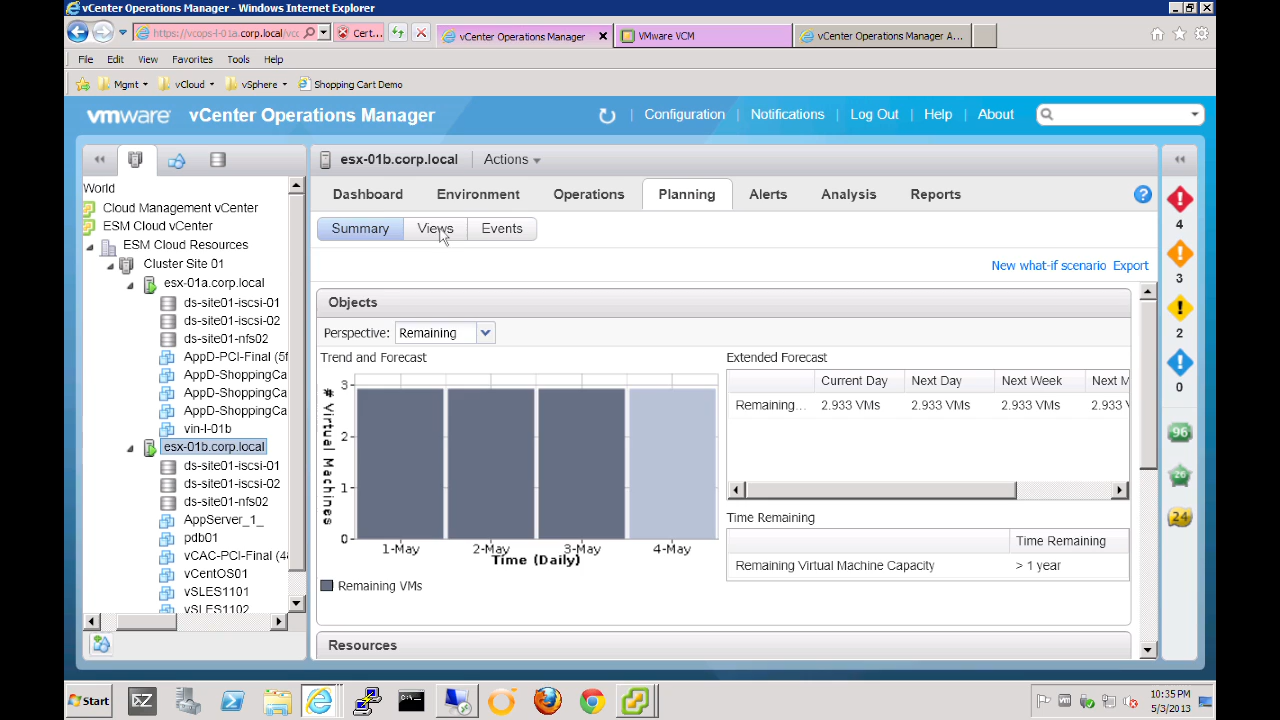 vCenter Operations Manager - Windows Internet Explorer
https://vcops-l-01a.corp.local/vcc
Cert...
vCenter Operations Manager
VMware VCM
vCenter Operations Manager A...
File Edit View Favorites Tools Help
Mgmt vCloud vSphere Shopping Cart Demo
vmware vCenter Operations Manager
Configuration Notifications Log Out Help About
esx-01b.corp.local Actions
Dashboard Environment Operations Planning Alerts Analysis Reports
Summary Views Events
New what-if scenario Export
World
Cloud Management vCenter
ESM Cloud vCenter
ESM Cloud Resources
Cluster Site 01
esx-01a.corp.local
ds-site01-iscsi-01
ds-site01-iscsi-02
ds-site01-nfs02
AppD-PCI-Final (5f
AppD-ShoppingCa
AppD-ShoppingCa
AppD-ShoppingCa
vin-l-01b
esx-01b.corp.local
ds-site01-iscsi-01
ds-site01-iscsi-02
ds-site01-nfs02
AppServer_1_
pdb01
vCAC-PCI-Final (4
vCentOS01
vSLES1101
vSLES1102
Objects
Perspective: Remaining
Trend and Forecast
# Virtual Machines
3
2
1
0
1-May 2-May 3-May 4-May
Time (Daily)
Remaining VMs
Extended Forecast
Current Day Next Day Next Week Next M
Remaining... 2.933 VMs 2.933 VMs 2.933 VMs 2.933 V
Time Remaining
Time Remaining
Remaining Virtual Machine Capacity > 1 year
Resources
4
3
2
0
96
26
24
Start
10:35 PM
5/3/2013